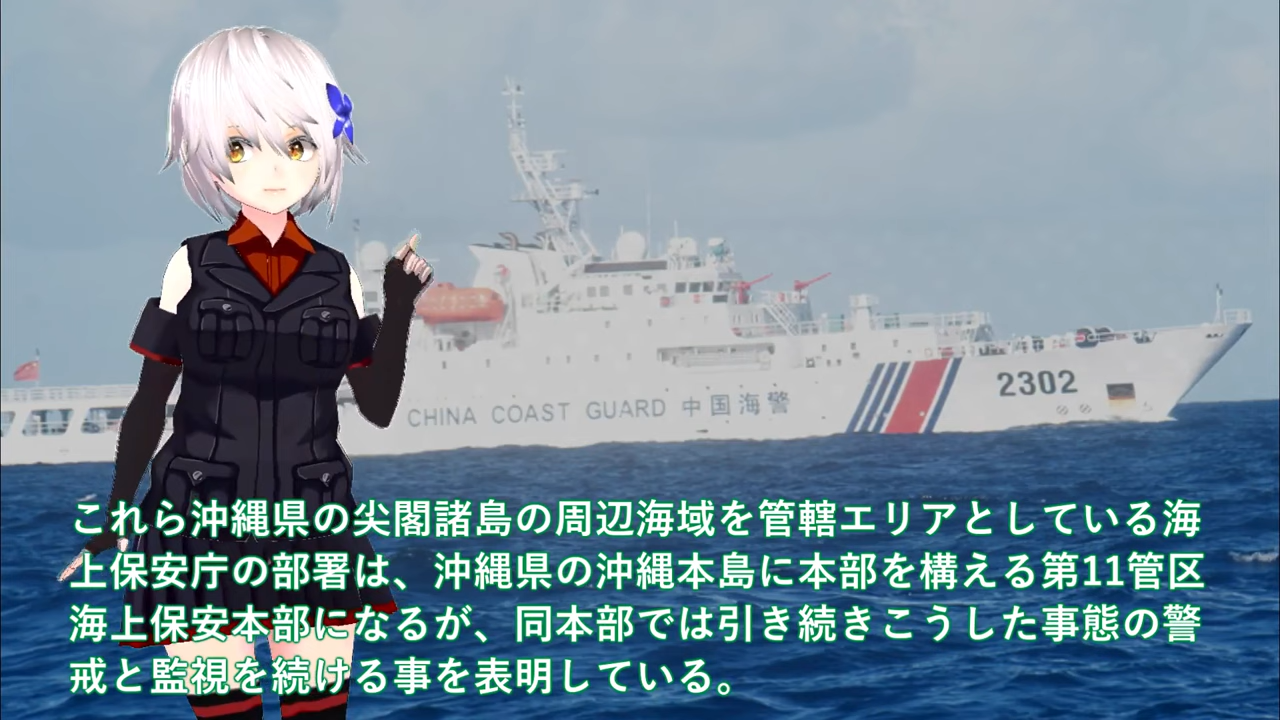 CHINA COAST GUARD 中国海警
2302
これら沖縄県の尖閣諸島の周辺海域を管轄エリアとしている海
上保安庁の部署は、沖縄県の沖縄本島に本部を構える第11管区
海上保安本部になるが、同本部では引き続きこうした事態の警
戒と監視を続ける事を表明している。